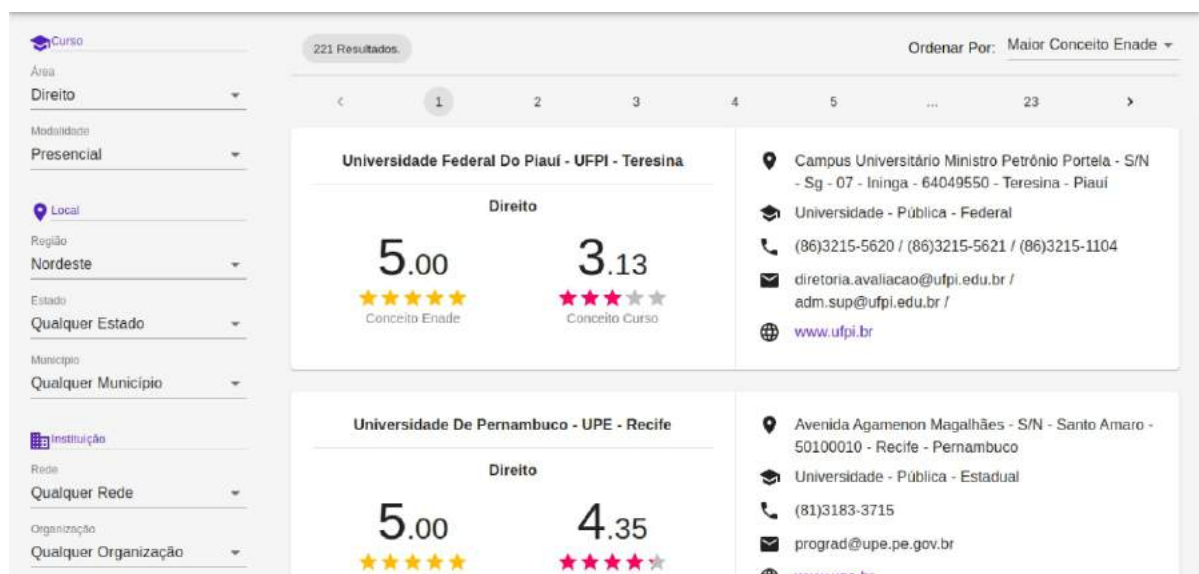 Curso
Área
Direito
Modalidade
Presencial
Local
Região
Nordeste
Estado
Qualquer Estado
Município
Qualquer Município
Instituição
Rede
Qualquer Rede
Organização
Qualquer Organização
221 Resultados.
Ordenar Por: Maior Conceito Enade
1 2 3 4 5 ... 23
Universidade Federal Do Piauí - UFPI - Teresina
Direito
5.00 3.13
Conceito Enade Conceito Curso
Campus Universitário Ministro Petrônio Portela - S/N
- Sg - 07 - Ininga - 64049550 - Teresina - Piauí
Universidade - Pública - Federal
(86)3215-5620 / (86)3215-5621 / (86)3215-1104
diretoria.avaliacao@ufpi.edu.br /
adm.sup@ufpi.edu.br /
www.ufpi.br
Universidade De Pernambuco - UPE - Recife
Direito
5.00 4.35
Avenida Agamenon Magalhães - S/N - Santo Amaro -
50100010 - Recife - Pernambuco
Universidade - Pública - Estadual
(81)3183-3715
prograd@upe.pe.gov.br